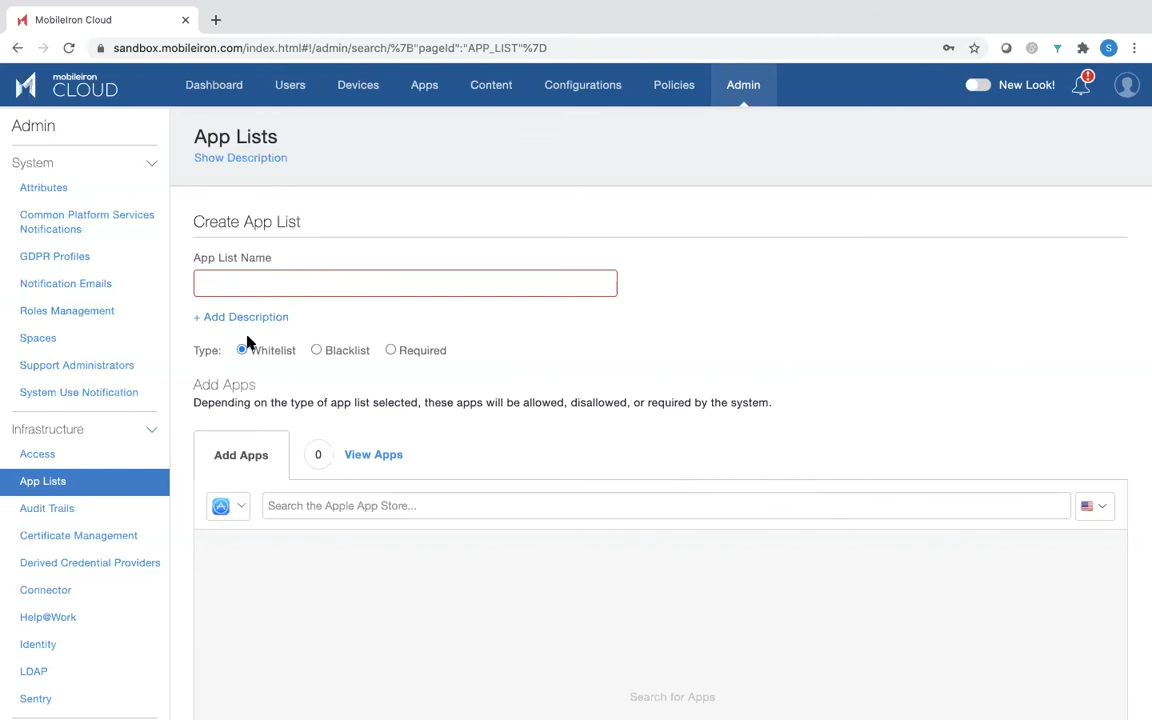 MobileIron Cloud
sandbox.mobileiron.com/index.html#!/admin/search/%7B"pageId":"APP_LIST"%7D
S
mobileiron
CLOUD
Dashboard
Users
Devices
Apps
Content
Configurations
Policies
Admin
New Look!
!
Admin
System
Attributes
Common Platform Services
Notifications
GDPR Profiles
Notification Emails
Roles Management
Spaces
Support Administrators
System Use Notification
Infrastructure
Access
App Lists
Audit Trails
Certificate Management
Derived Credential Providers
Connector
Help@Work
Identity
LDAP
Sentry
App Lists
Show Description
Create App List
App List Name
+ Add Description
Type: Whitelist Blacklist Required
Add Apps
Depending on the type of app list selected, these apps will be allowed, disallowed, or required by the system.
Add Apps
0 View Apps
Search the Apple App Store...
Search for Apps